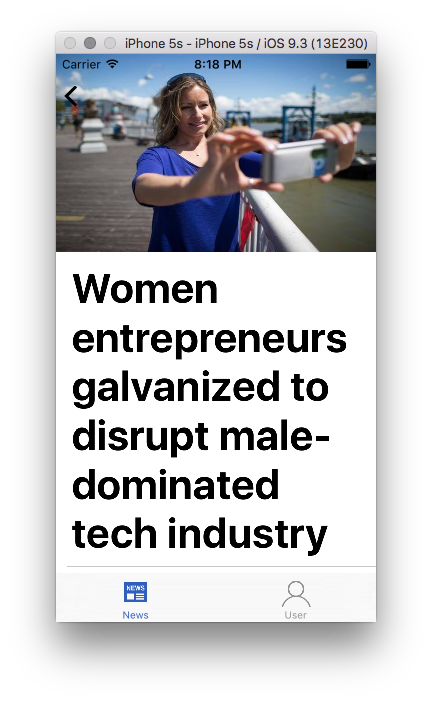 iPhone 5s - iPhone 5s / iOS 9.3 (13E230)
Carrier 8:18 PM
Women
entrepreneurs
galvanized to
disrupt male-
dominated
tech industry
NEWS
News User